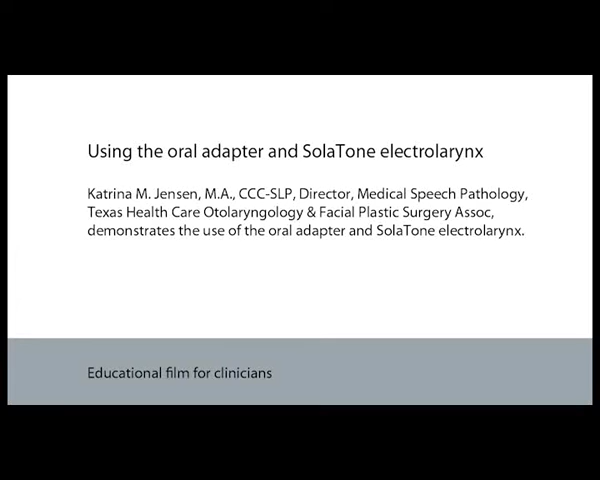 Using the oral adapter and SolaTone electrolarynx
Katrina M. Jensen, M.A., CCC-SLP, Director, Medical Speech Pathology,
Texas Health Care Otolaryngology & Facial Plastic Surgery Assoc,
demonstrates the use of the oral adapter and SolaTone electrolarynx.
Educational film for clinicians